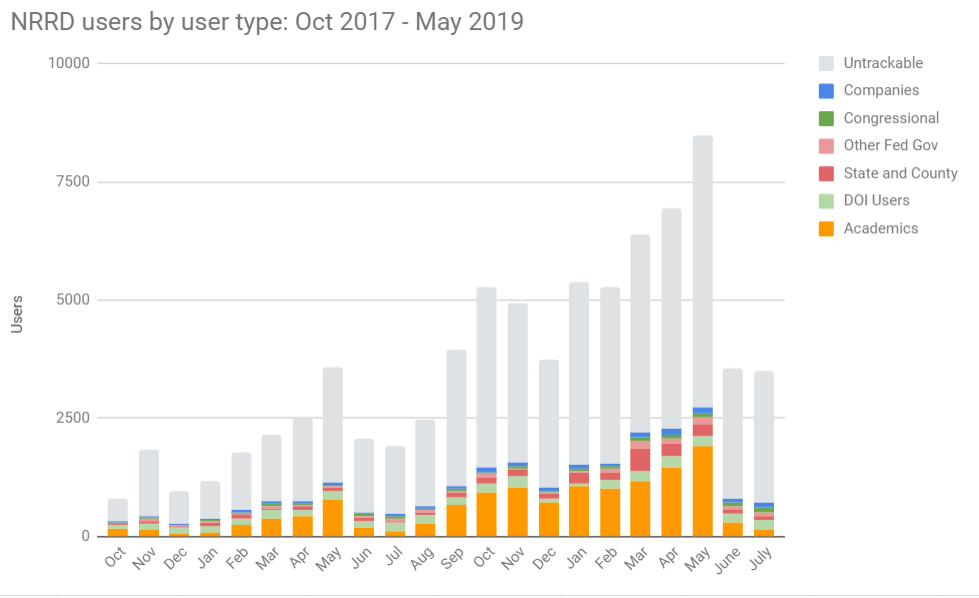 NRRD users by user type: Oct 2017 - May 2019
10000
7500
5000
2500
0
Users
Untrackable
Companies
Congressional
Other Fed Gov
State and County
DOI Users
Academics
Oct
Nov
Dec
Jan
Feb
Mar
Apr
May
Jun
Jul
Aug
Sep
Oct
Nov
Dec
Jan
Feb
Mar
Apr
May
June
July